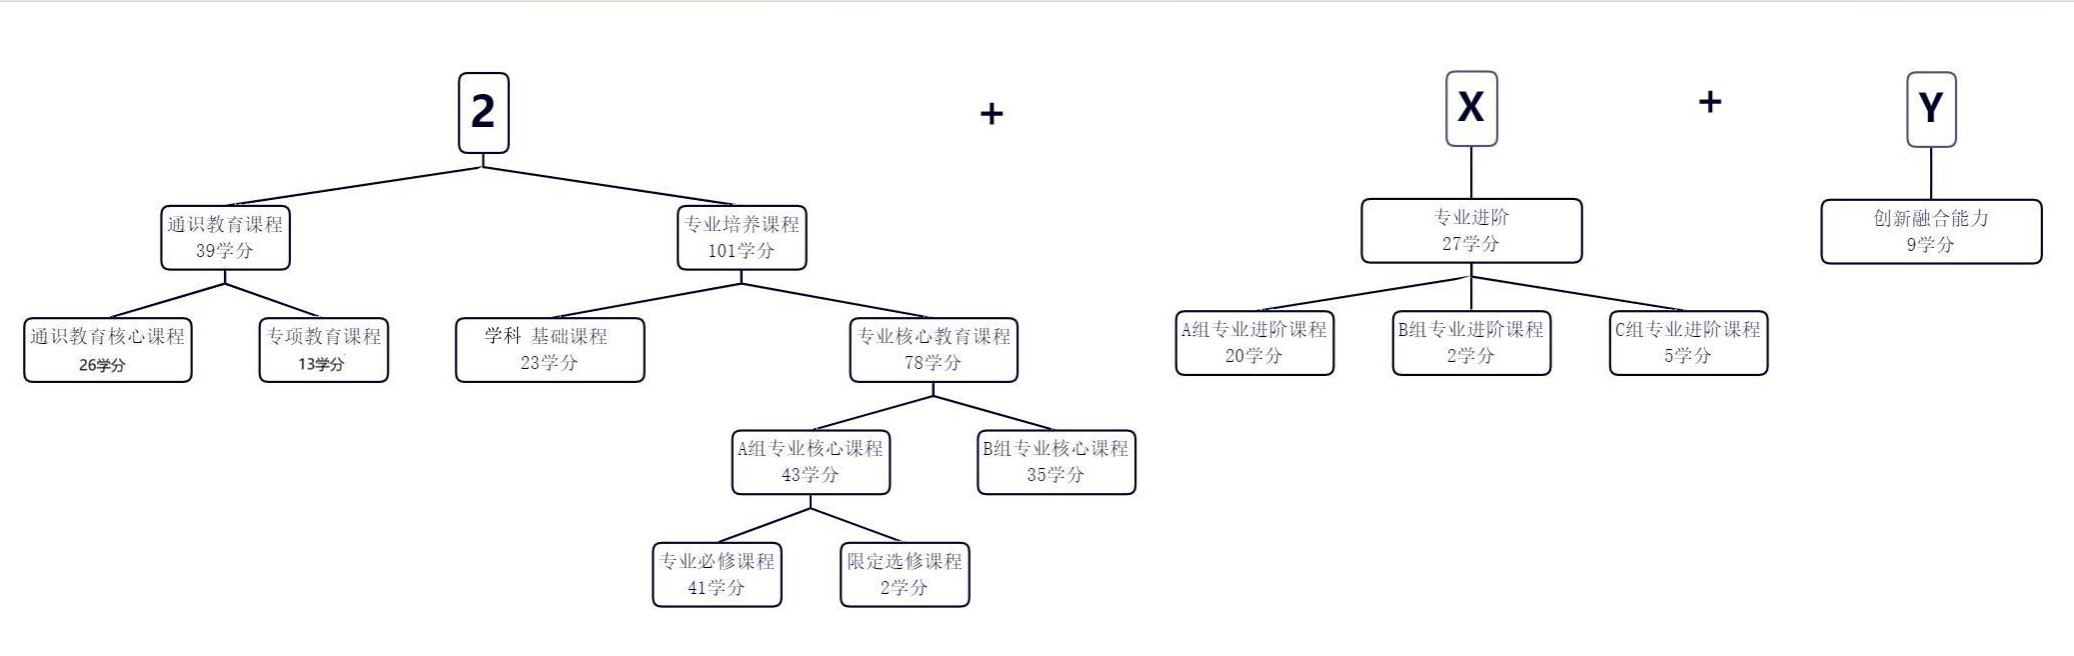 2
+
X
+
Y
通识教育课程
39学分
专业培养课程
101学分
专业进阶
27学分
创新融合能力
9学分
通识教育核心课程
26学分
专项教育课程
13学分
学科 基础课程
23学分
专业核心教育课程
78学分
A组专业进阶课程
20学分
B组专业进阶课程
2学分
C组专业进阶课程
5学分
A组专业核心课程
43学分
B组专业核心课程
35学分
专业必修课程
41学分
限定选修课程
2学分